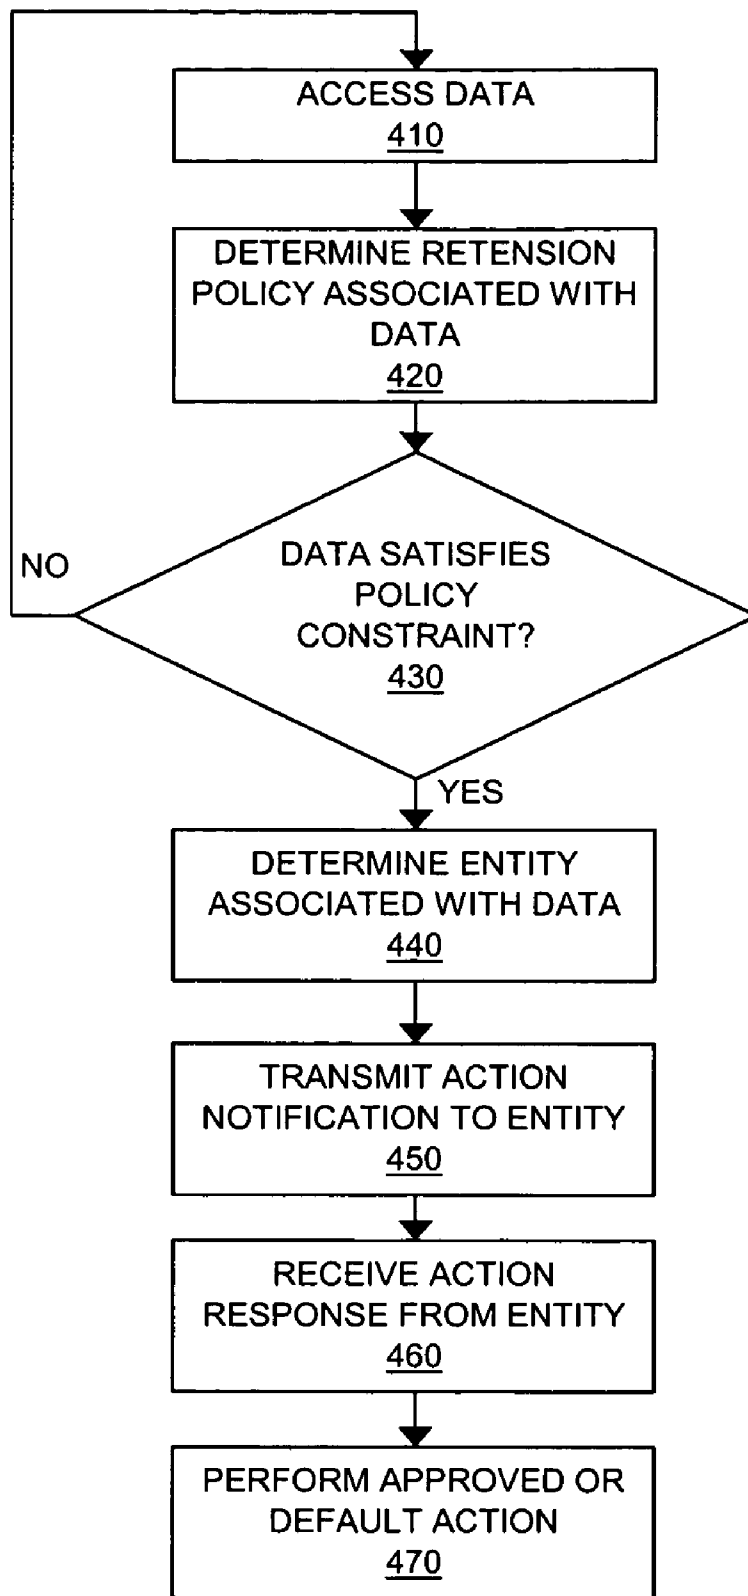 ACCESS DATA
410
DETERMINE RETENSION
POLICY ASSOCIATED WITH
DATA
420
NO
DATA SATISFIES
POLICY
CONSTRAINT?
430
YES
DETERMINE ENTITY
ASSOCIATED WITH DATA
440
TRANSMIT ACTION
NOTIFICATION TO ENTITY
450
RECEIVE ACTION
RESPONSE FROM ENTITY
460
PERFORM APPROVED OR
DEFAULT ACTION
470